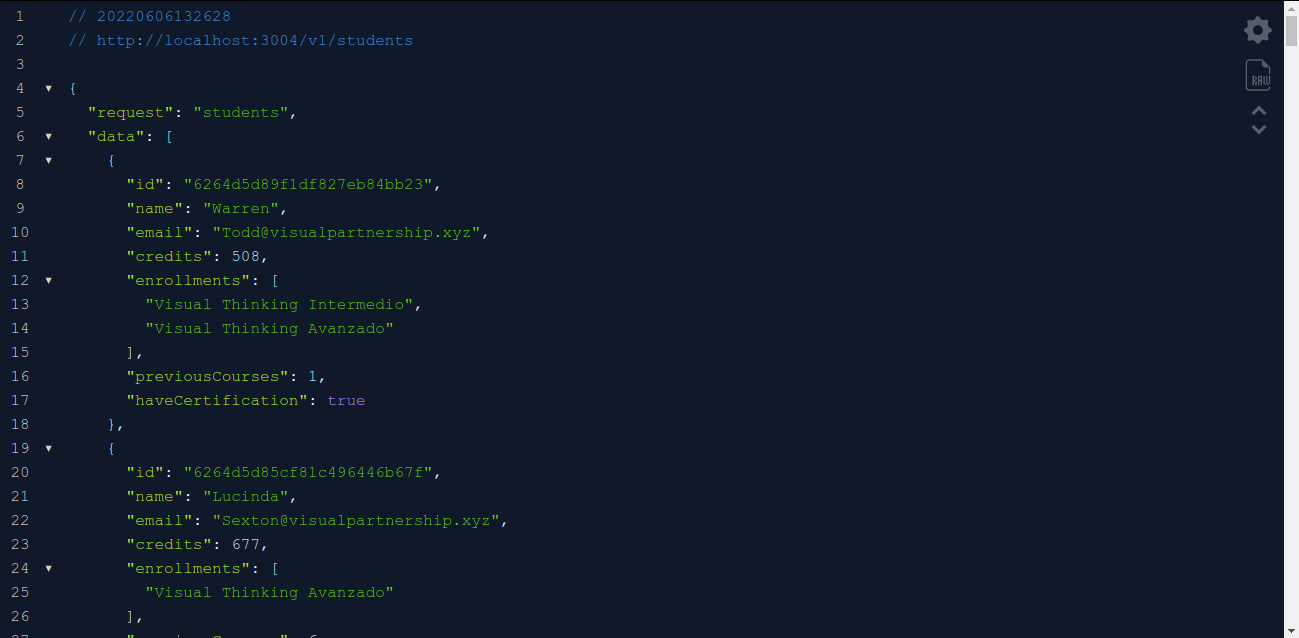 1 // 20220606132628
2 // http://localhost:3004/v1/students
3
4 ▼ {
5 "request": "students",
6 ▼ "data": [
7 ▼ {
8 "id": "6264d5d89f1df827eb84bb23",
9 "name": "Warren",
10 "email": "Todd@visualpartnership.xyz",
11 "credits": 508,
12 ▼ "enrollments": [
13 "Visual Thinking Intermedio",
14 "Visual Thinking Avanzado"
15 ],
16 "previousCourses": 1,
17 "haveCertification": true
18 },
19 ▼ {
20 "id": "6264d5d85cf81c496446b67f",
21 "name": "Lucinda",
22 "email": "Sexton@visualpartnership.xyz",
23 "credits": 677,
24 ▼ "enrollments": [
25 "Visual Thinking Avanzado"
26 ],
RAW